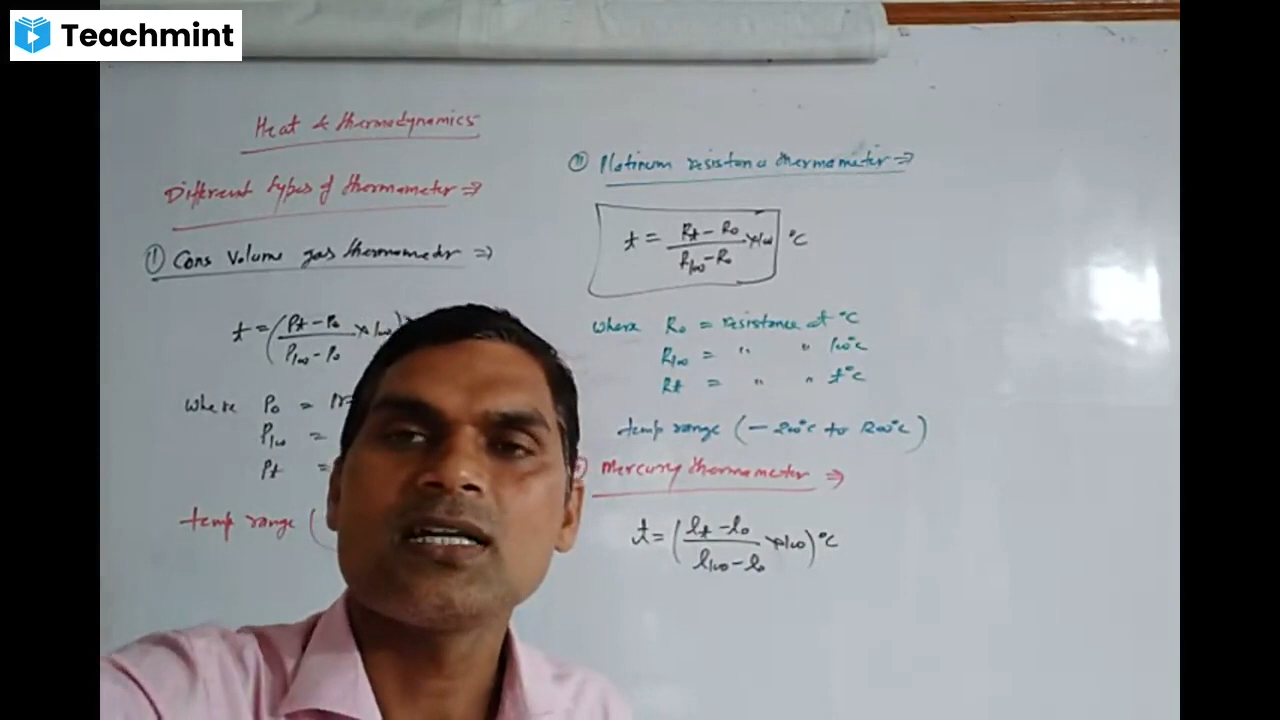 Teachmint
Heat & thermodynamics
Different types of thermometer ⇒
① Cons Volume gas thermometer ⇒
t = (Pt - P0 / P100 - P0 × 100)
where P0 =
P100 =
Pt =
temp range (
② Platinum resistance thermometer ⇒
t = Rt - R0 / R100 - R0 × 100 °C
where R0 = resistance at °C
R100 = " " 100°C
Rt = " " t°C
temp range (- 200°C to 1200°C)
Mercury thermometer ⇒
t = (lt - l0 / l100 - l0 × 100) °C